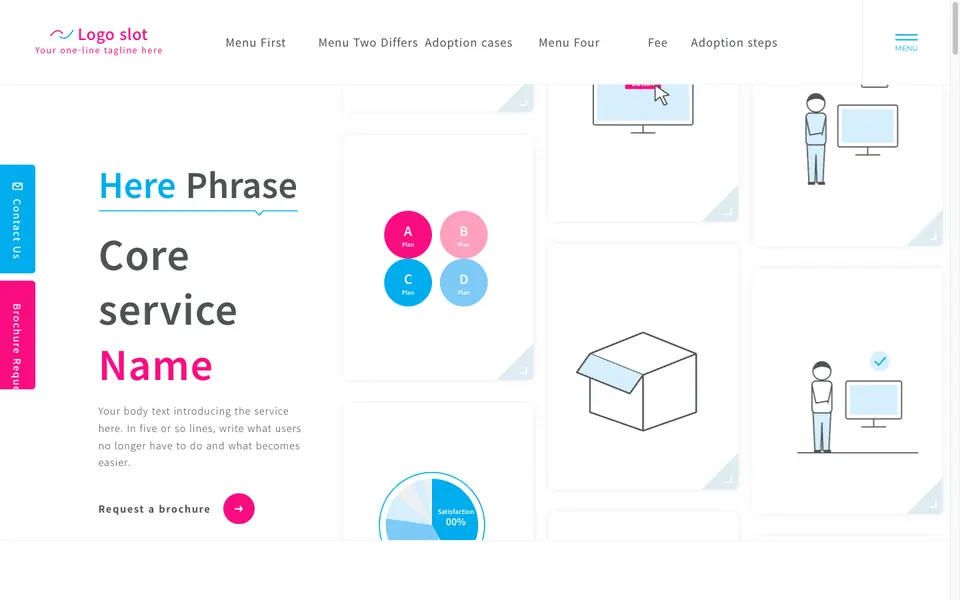 Logo slot
Your one-line tagline here
Menu First
Menu Two Differs
Adoption cases
Menu Four
Fee
Adoption steps
MENU
Contact Us
Brochure Reque
Here Phrase
Core
service
Name
Your body text introducing the service
here. In five or so lines, write what users
no longer have to do and what becomes
easier.
Request a brochure
A
Plan
B
Plan
C
Plan
D
Plan
Satisfaction
00%